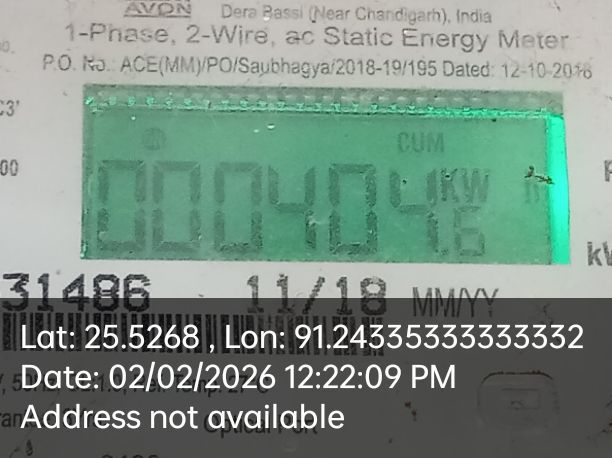 AVON
Dera Bassi (Near Chandigarh), India
1-Phase, 2-Wire, ac Static Energy Meter
P.O. No.: ACE(MM)/PO/Saubhagya/2018-19/195 Dated: 12-10-2018
CUM
000404.6 KW
31486 11/18 MM/YY
Lat: 25.5268 , Lon: 91.24335333333332
Date: 02/02/2026 12:22:09 PM
Address not available